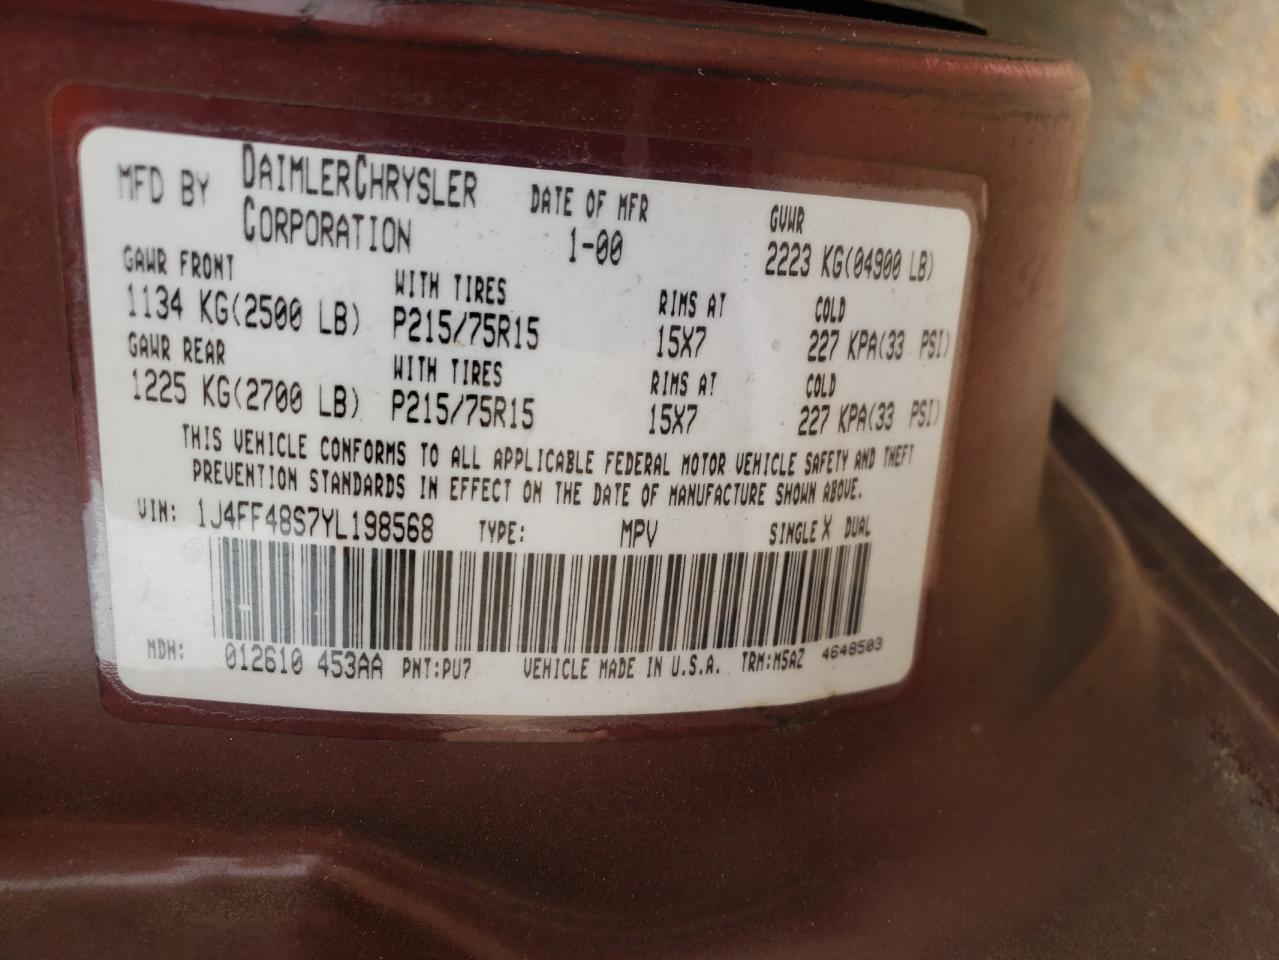 MFD BY DAIMLERCHRYSLER CORPORATION DATE OF MFR 1-00 GVWR 2223 KG(04900 LB)
GAWR FRONT WITH TIRES RIMS AT COLD
1134 KG(2500 LB) P215/75R15 15X7 227 KPA(33 PSI)
GAWR REAR WITH TIRES RIMS AT COLD
1225 KG(2700 LB) P215/75R15 15X7 227 KPA(33 PSI)
THIS VEHICLE CONFORMS TO ALL APPLICABLE FEDERAL MOTOR VEHICLE SAFETY AND THEFT
PREVENTION STANDARDS IN EFFECT ON THE DATE OF MANUFACTURE SHOWN ABOVE.
VIN: 1J4FF48S7YL198568 TYPE: MPV SINGLE X DUAL
MDH: 012610 453AA PNT:PU7 VEHICLE MADE IN U.S.A. TRM:M5AZ 4648503